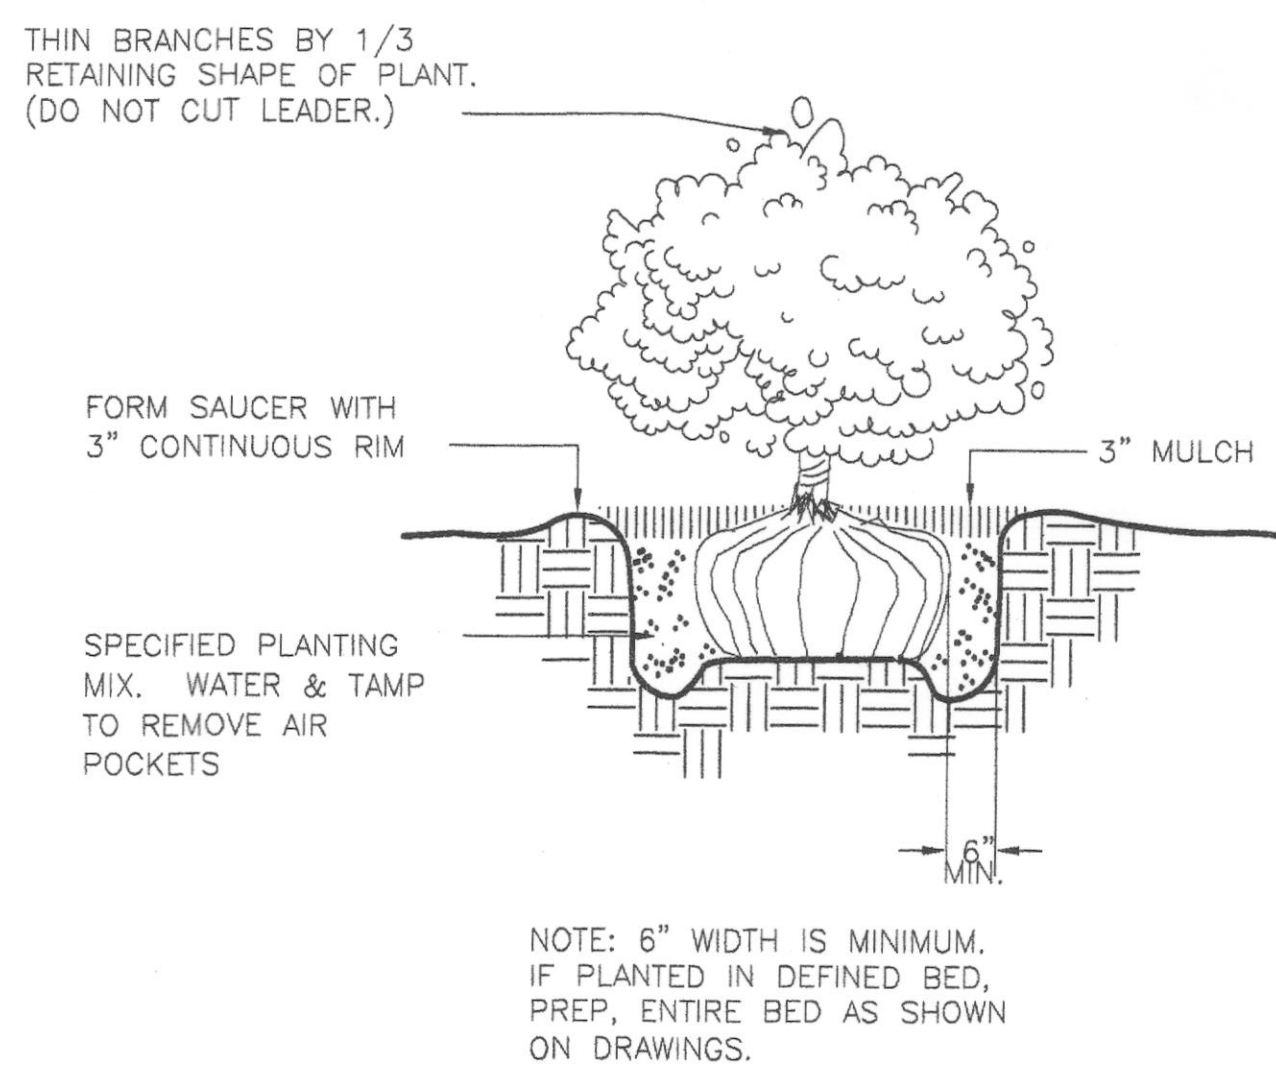 THIN BRANCHES BY 1/3
RETAINING SHAPE OF PLANT.
(DO NOT CUT LEADER.)
FORM SAUCER WITH
3" CONTINUOUS RIM
3" MULCH
SPECIFIED PLANTING
MIX. WATER & TAMP
TO REMOVE AIR
POCKETS
6"
MIN.
NOTE: 6" WIDTH IS MINIMUM.
IF PLANTED IN DEFINED BED,
PREP, ENTIRE BED AS SHOWN
ON DRAWINGS.